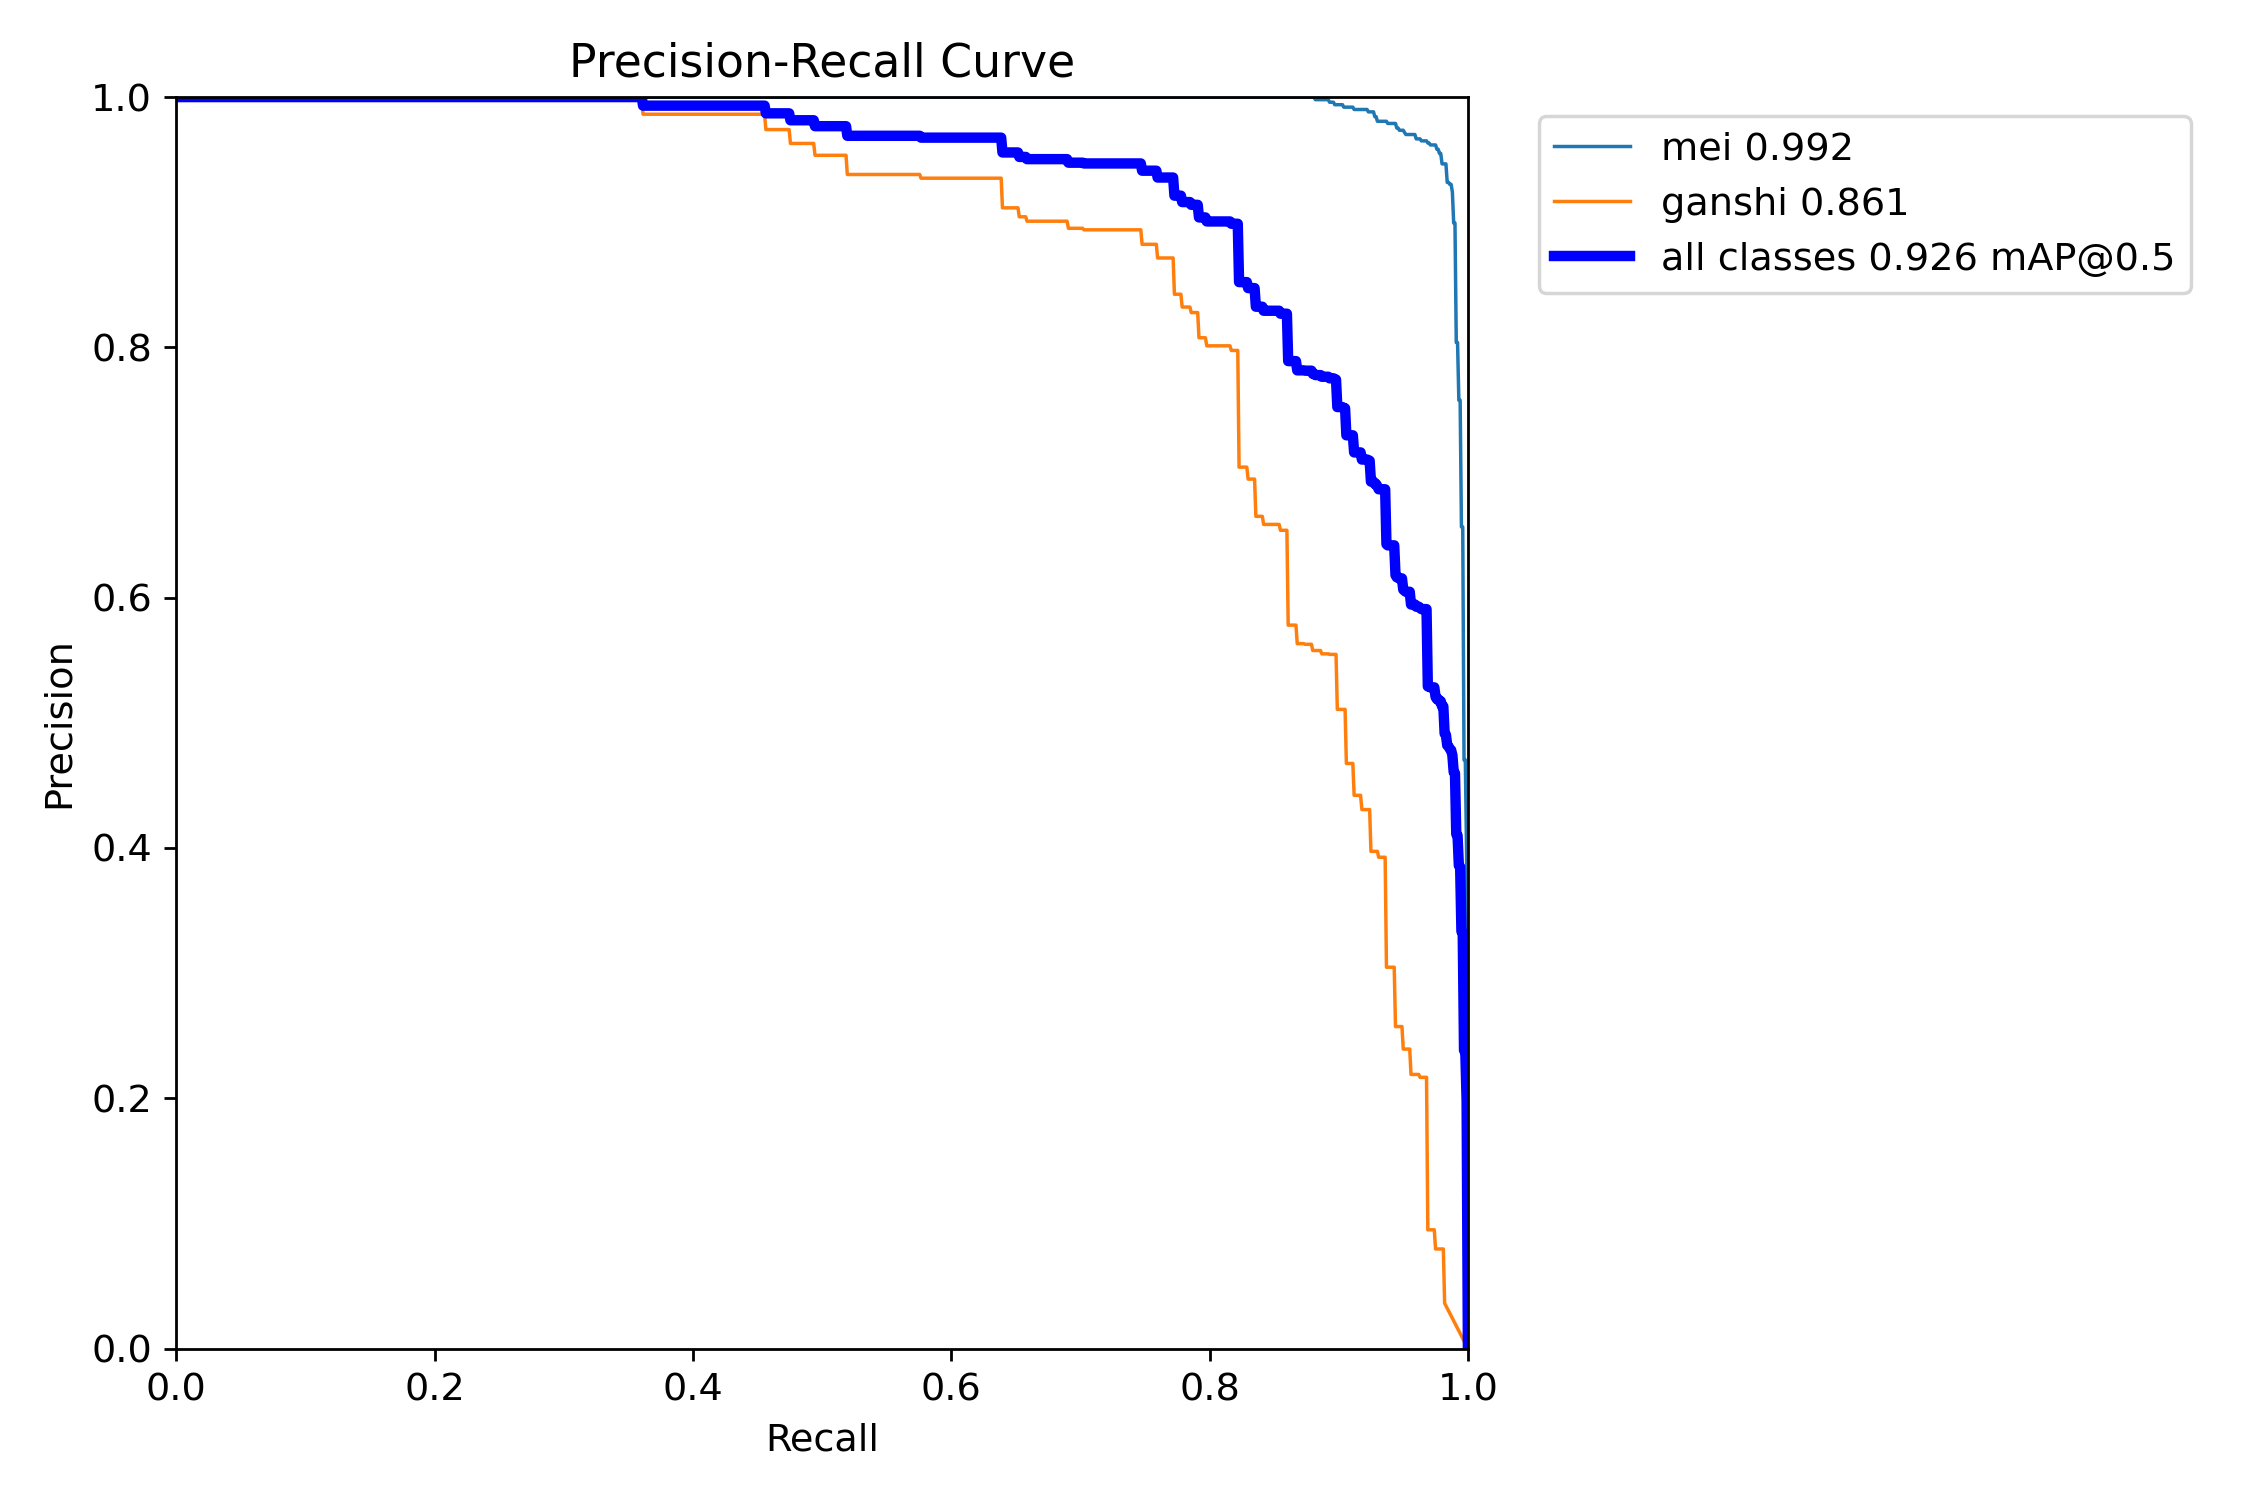 Precision-Recall Curve
1.0
0.8
0.6
0.4
0.2
0.0
Precision
0.0 0.2 0.4 0.6 0.8 1.0
Recall
mei 0.992
ganshi 0.861
all classes 0.926 mAP@0.5